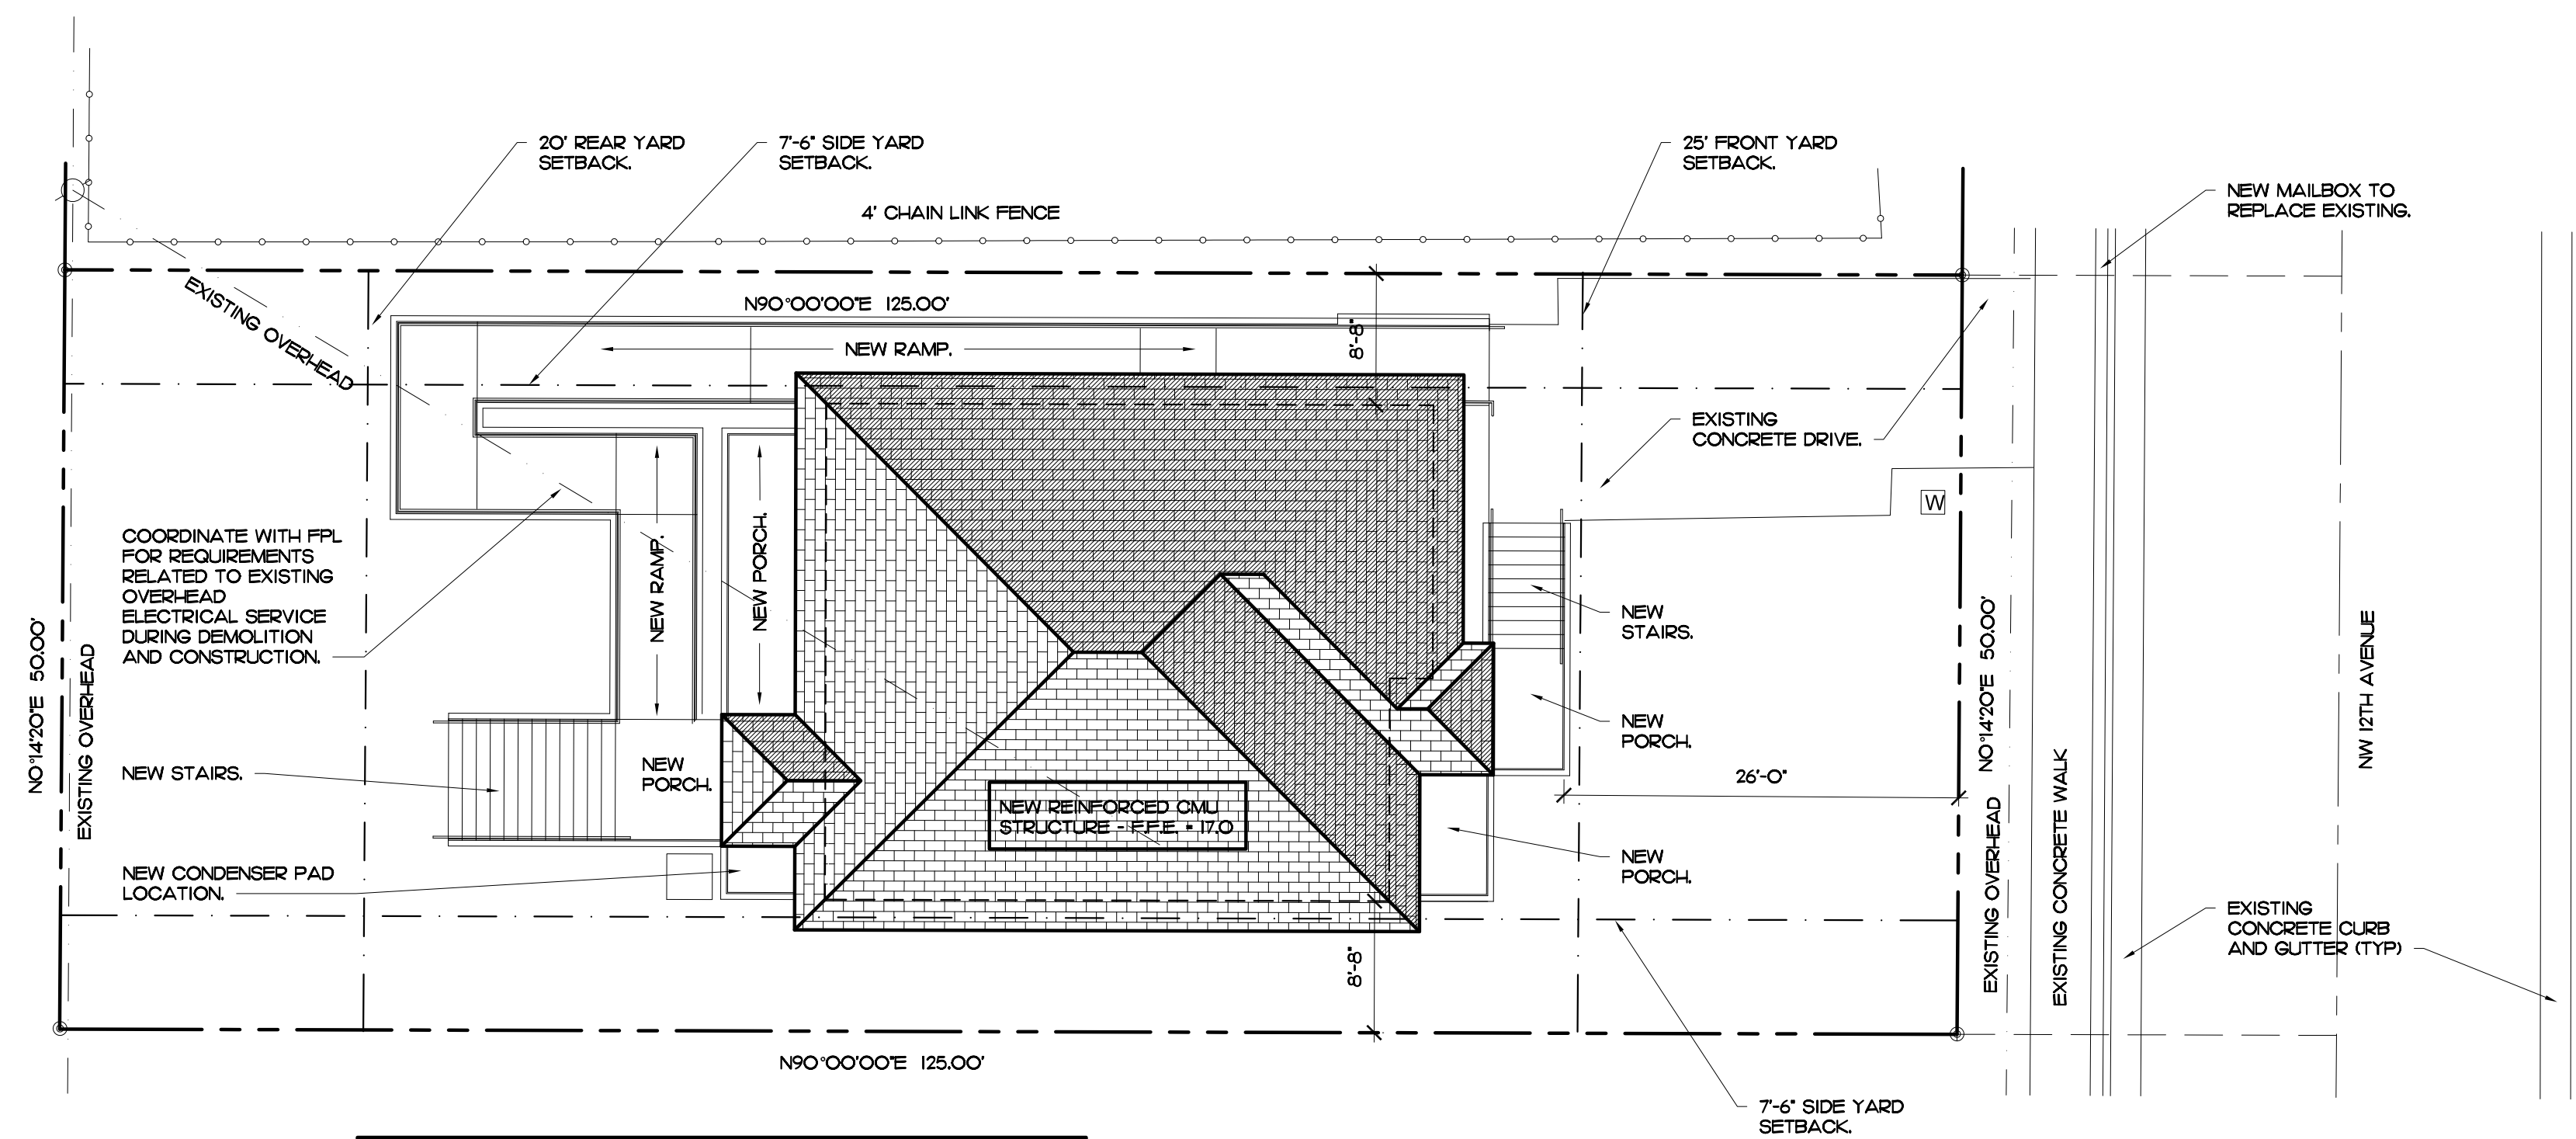 20' REAR YARD
SETBACK.
7'-6" SIDE YARD
SETBACK.
25' FRONT YARD
SETBACK.
NEW MAILBOX TO
REPLACE EXISTING.
4' CHAIN LINK FENCE
EXISTING OVERHEAD
N90°00'00"E 125.00'
NEW RAMP.
8'-8"
EXISTING
CONCRETE DRIVE.
W
COORDINATE WITH FPL
FOR REQUIREMENTS
RELATED TO EXISTING
OVERHEAD
ELECTRICAL SERVICE
DURING DEMOLITION
AND CONSTRUCTION.
NEW RAMP.
NEW PORCH.
NEW
STAIRS.
NEW
PORCH.
N0°14'20"E 50.00'
EXISTING OVERHEAD
NEW STAIRS.
NEW
PORCH.
NEW REINFORCED CMU
STRUCTURE - F.F.E. = 17.0
26'-0"
N0°14'20"E 50.00'
EXISTING OVERHEAD
EXISTING CONCRETE WALK
NW 12TH AVENUE
NEW CONDENSER PAD
LOCATION.
NEW
PORCH.
EXISTING
CONCRETE CURB
AND GUTTER (TYP)
8'-8"
N90°00'00"E 125.00'
7'-6" SIDE YARD
SETBACK.